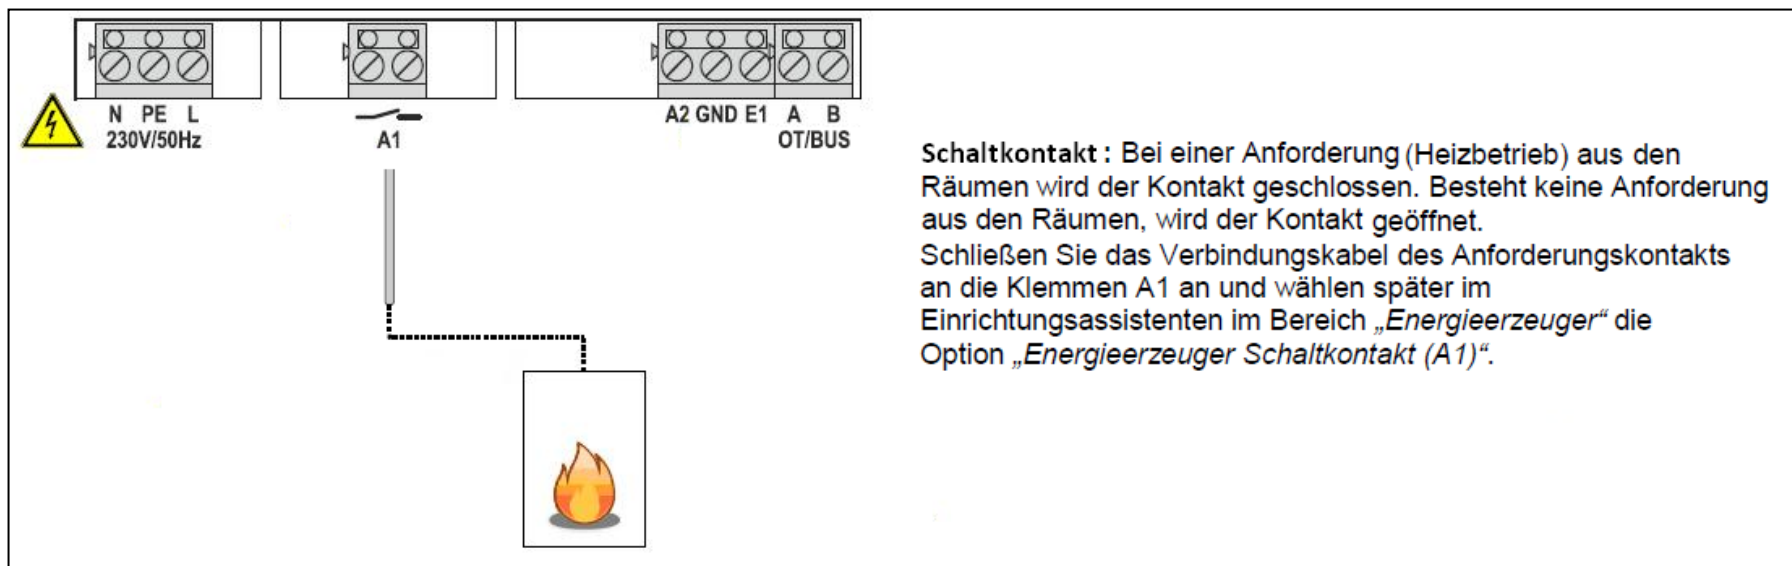 N PE L
230V/50Hz
A1
A2 GND E1 A B
OT/BUS
Schaltkontakt : Bei einer Anforderung (Heizbetrieb) aus den
Räumen wird der Kontakt geschlossen. Besteht keine Anforderung
aus den Räumen, wird der Kontakt geöffnet.
Schließen Sie das Verbindungskabel des Anforderungskontakts
an die Klemmen A1 an und wählen später im
Einrichtungsassistenten im Bereich „Energieerzeuger“ die
Option „Energieerzeuger Schaltkontakt (A1)“.